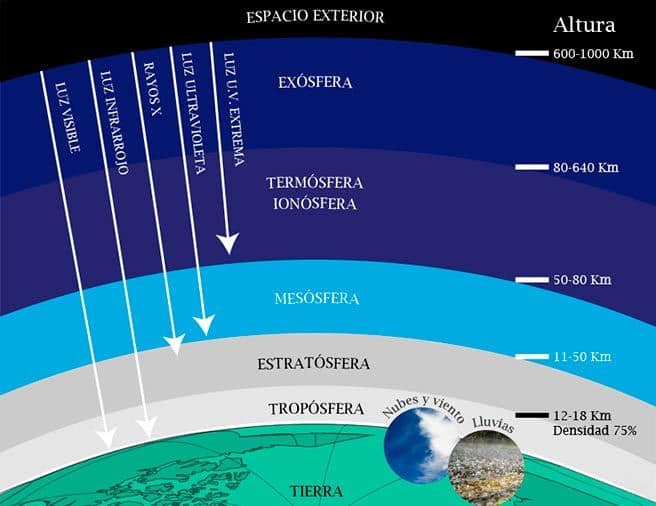 ESPACIO EXTERIOR
Altura
600-1000 Km
EXÓSFERA
LUZ VISIBLE
LUZ INFRARROJO
RAYOS X
LUZ ULTRAVIOLETA
LUZ U.V. EXTREMA
80-640 Km
TERMÓSFERA
IONÓSFERA
50-80 Km
MESÓSFERA
11-50 Km
ESTRATÓSFERA
TROPÓSFERA
Nubes y viento
Lluvias
12-18 Km
Densidad 75%
TIERRA